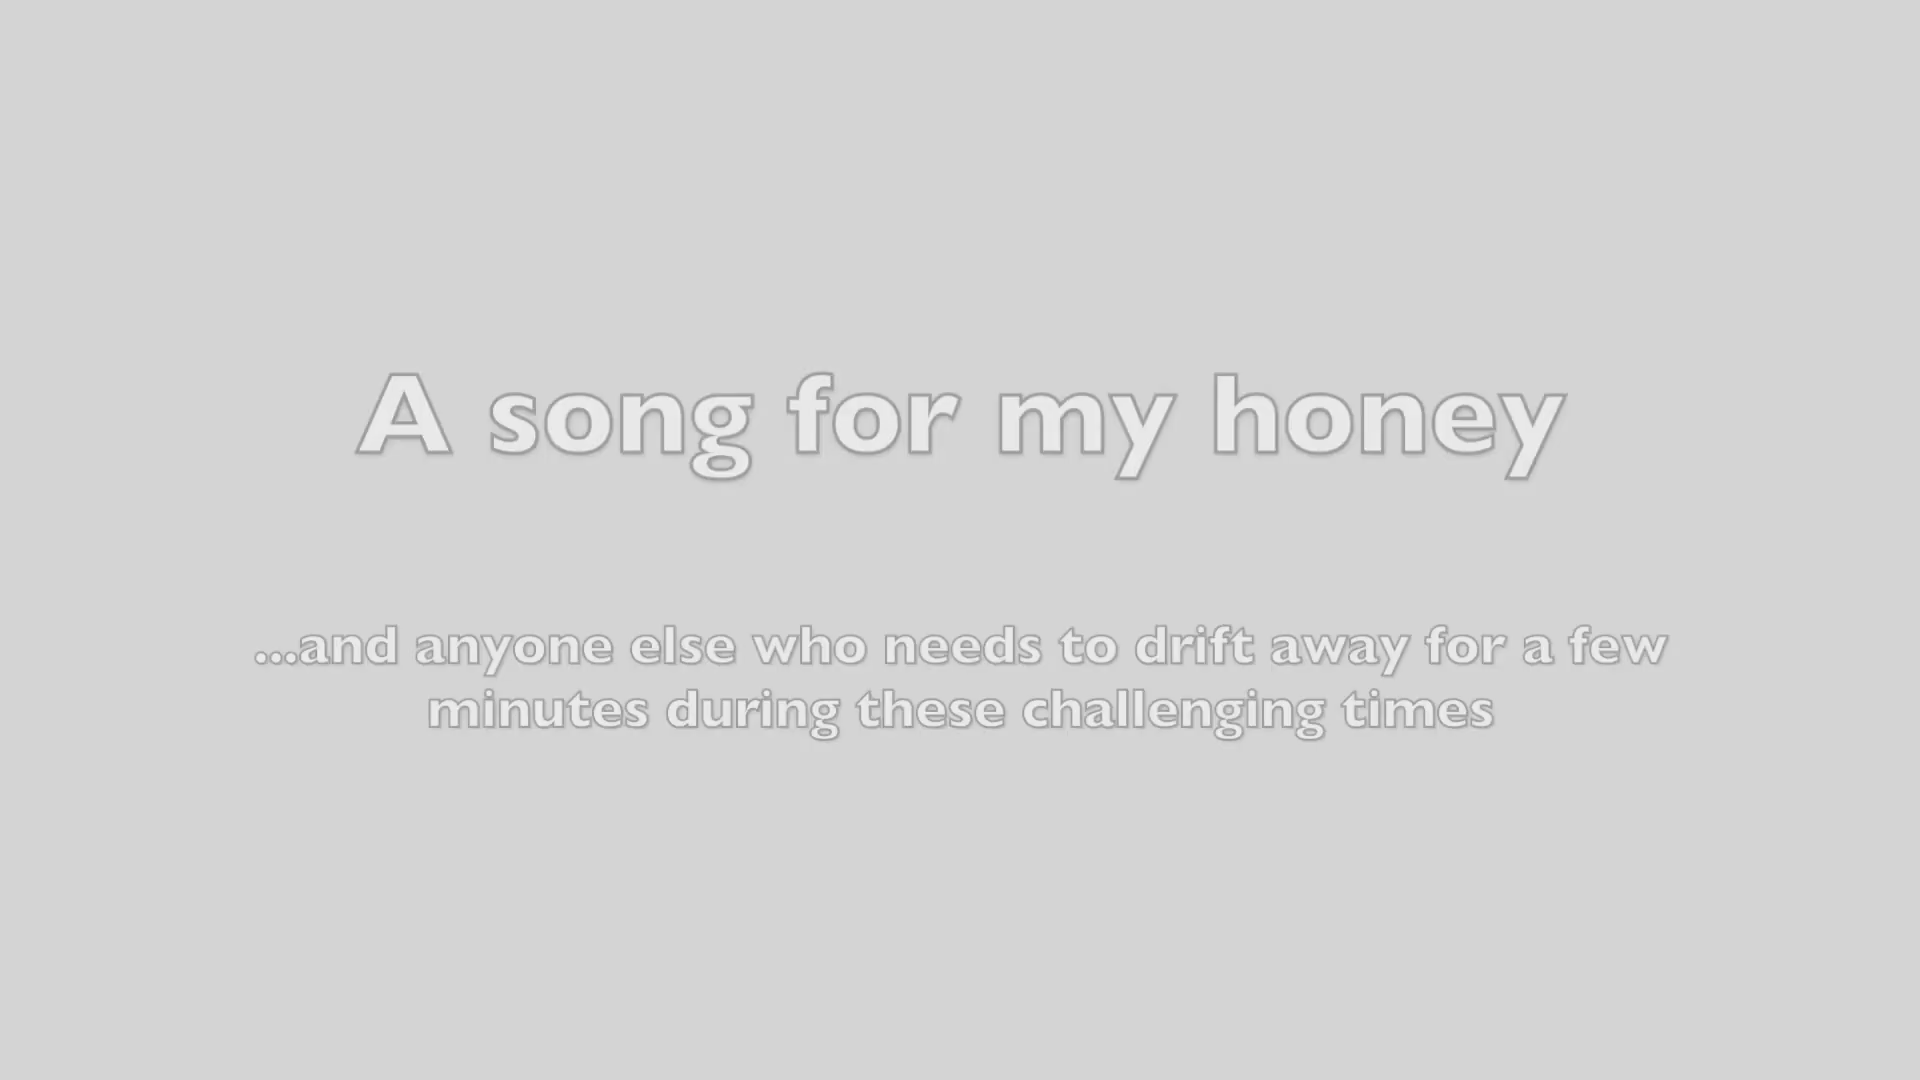 A song for my honey
...and anyone else who needs to drift away for a few
minutes during these challenging times